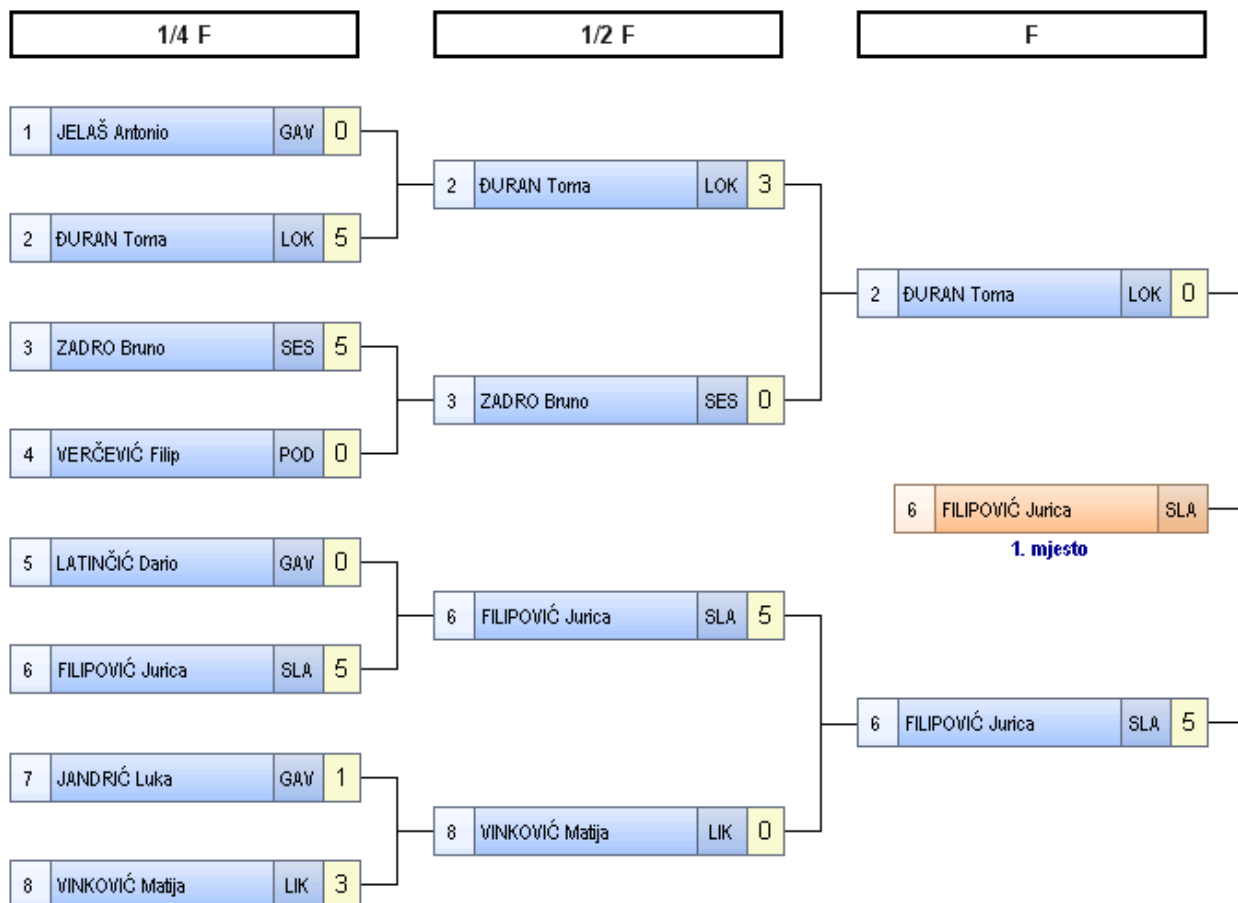 1/4 F 1/2 F F
1 JELAŠ Antonio GAV 0
2 ĐURAN Toma LOK 3
2 ĐURAN Toma LOK 5
2 ĐURAN Toma LOK 0
3 ZADRO Bruno SES 5
3 ZADRO Bruno SES 0
4 VERČEVIĆ Filip POD 0
6 FILIPOVIĆ Jurica SLA
1. mjesto
5 LATINČIĆ Dario GAV 0
6 FILIPOVIĆ Jurica SLA 5
6 FILIPOVIĆ Jurica SLA 5
6 FILIPOVIĆ Jurica SLA 5
7 JANDRIĆ Luka GAV 1
8 VINKOVIĆ Matija LIK 0
8 VINKOVIĆ Matija LIK 3